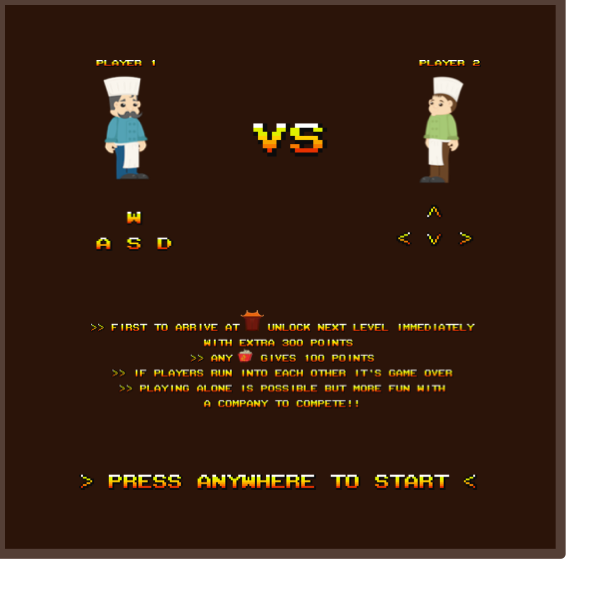 PLAYER 1
PLAYER 2
VS
W
A S D
^
< v >
>> FIRST TO ARRIVE AT UNLOCK NEXT LEVEL IMMEDIATELY
WITH EXTRA 300 POINTS
>> ANY GIVES 100 POINTS
>> IF PLAYERS RUN INTO EACH OTHER IT'S GAME OVER
>> PLAYING ALONE IS POSSIBLE BUT MORE FUN WITH
A COMPANY TO COMPETE!!
> PRESS ANYWHERE TO START <